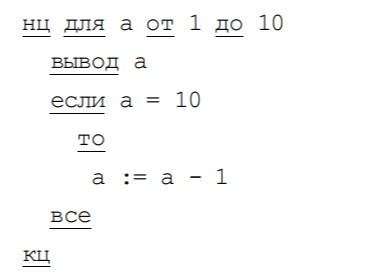 нц для a от 1 до 10
вывод a
если a = 10
то
a := a - 1
все
кц